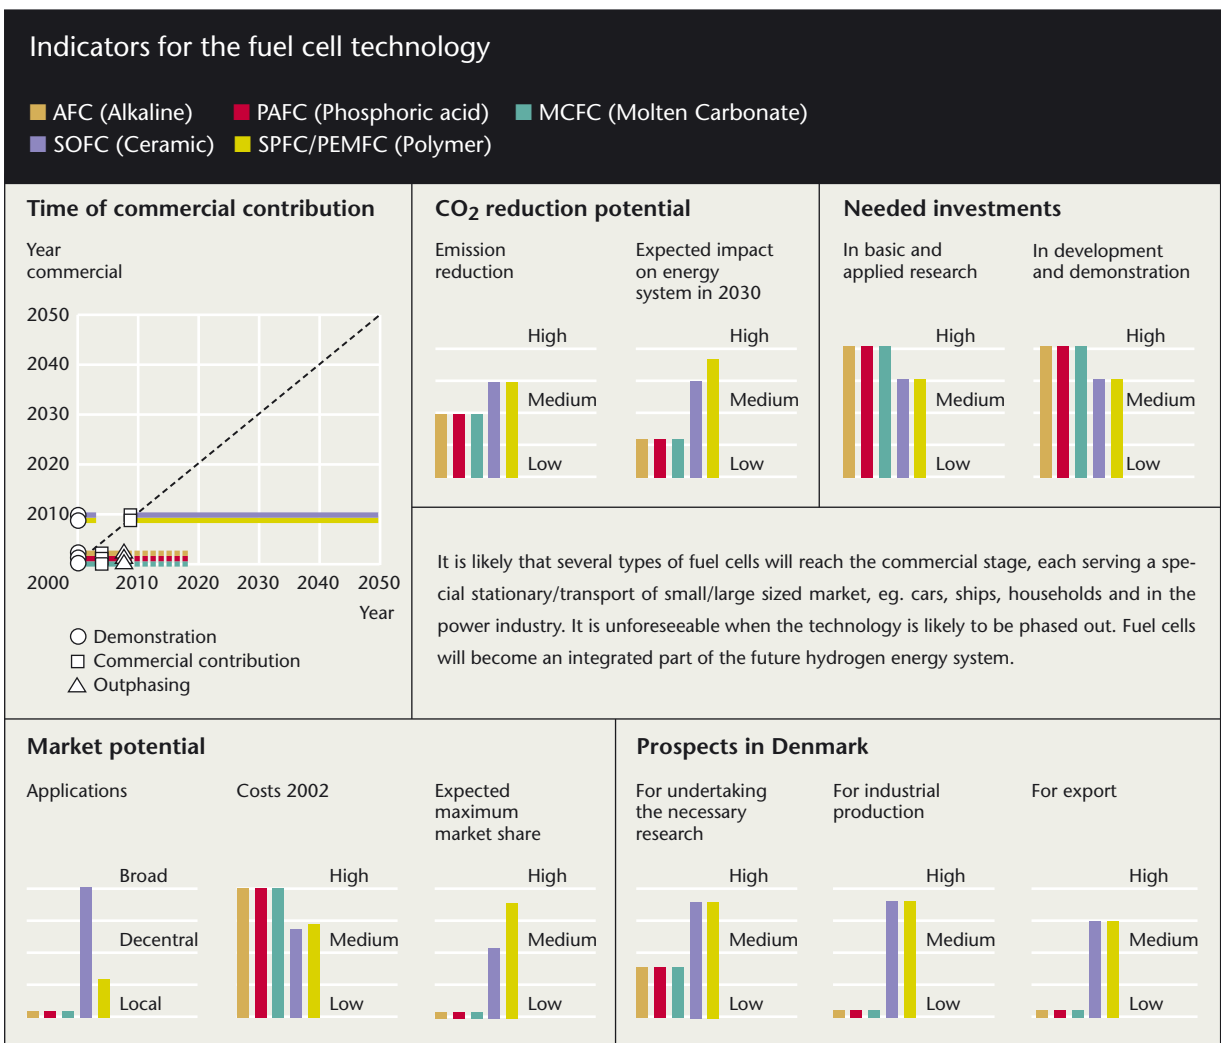 Indicators for the fuel cell technology
AFC (Alkaline) PAFC (Phosphoric acid) MCFC (Molten Carbonate)
SOFC (Ceramic) SPFC/PEMFC (Polymer)
Time of commercial contribution
Year
commercial
2050
2040
2030
2020
2010
2000 2010 2020 2030 2040 2050
Year
Demonstration
Commercial contribution
Outphasing
CO2 reduction potential
Emission
reduction
High
Medium
Low
Expected impact
on energy
system in 2030
High
Medium
Low
Needed investments
In basic and
applied research
High
Medium
Low
In development
and demonstration
High
Medium
Low
It is likely that several types of fuel cells will reach the commercial stage, each serving a spe-
cial stationary/transport of small/large sized market, eg. cars, ships, households and in the
power industry. It is unforeseeable when the technology is likely to be phased out. Fuel cells
will become an integrated part of the future hydrogen energy system.
Market potential
Applications
Broad
Decentral
Local
Costs 2002
High
Medium
Low
Expected
maximum
market share
High
Medium
Low
Prospects in Denmark
For undertaking
the necessary
research
High
Medium
Low
For industrial
production
High
Medium
Low
For export
High
Medium
Low